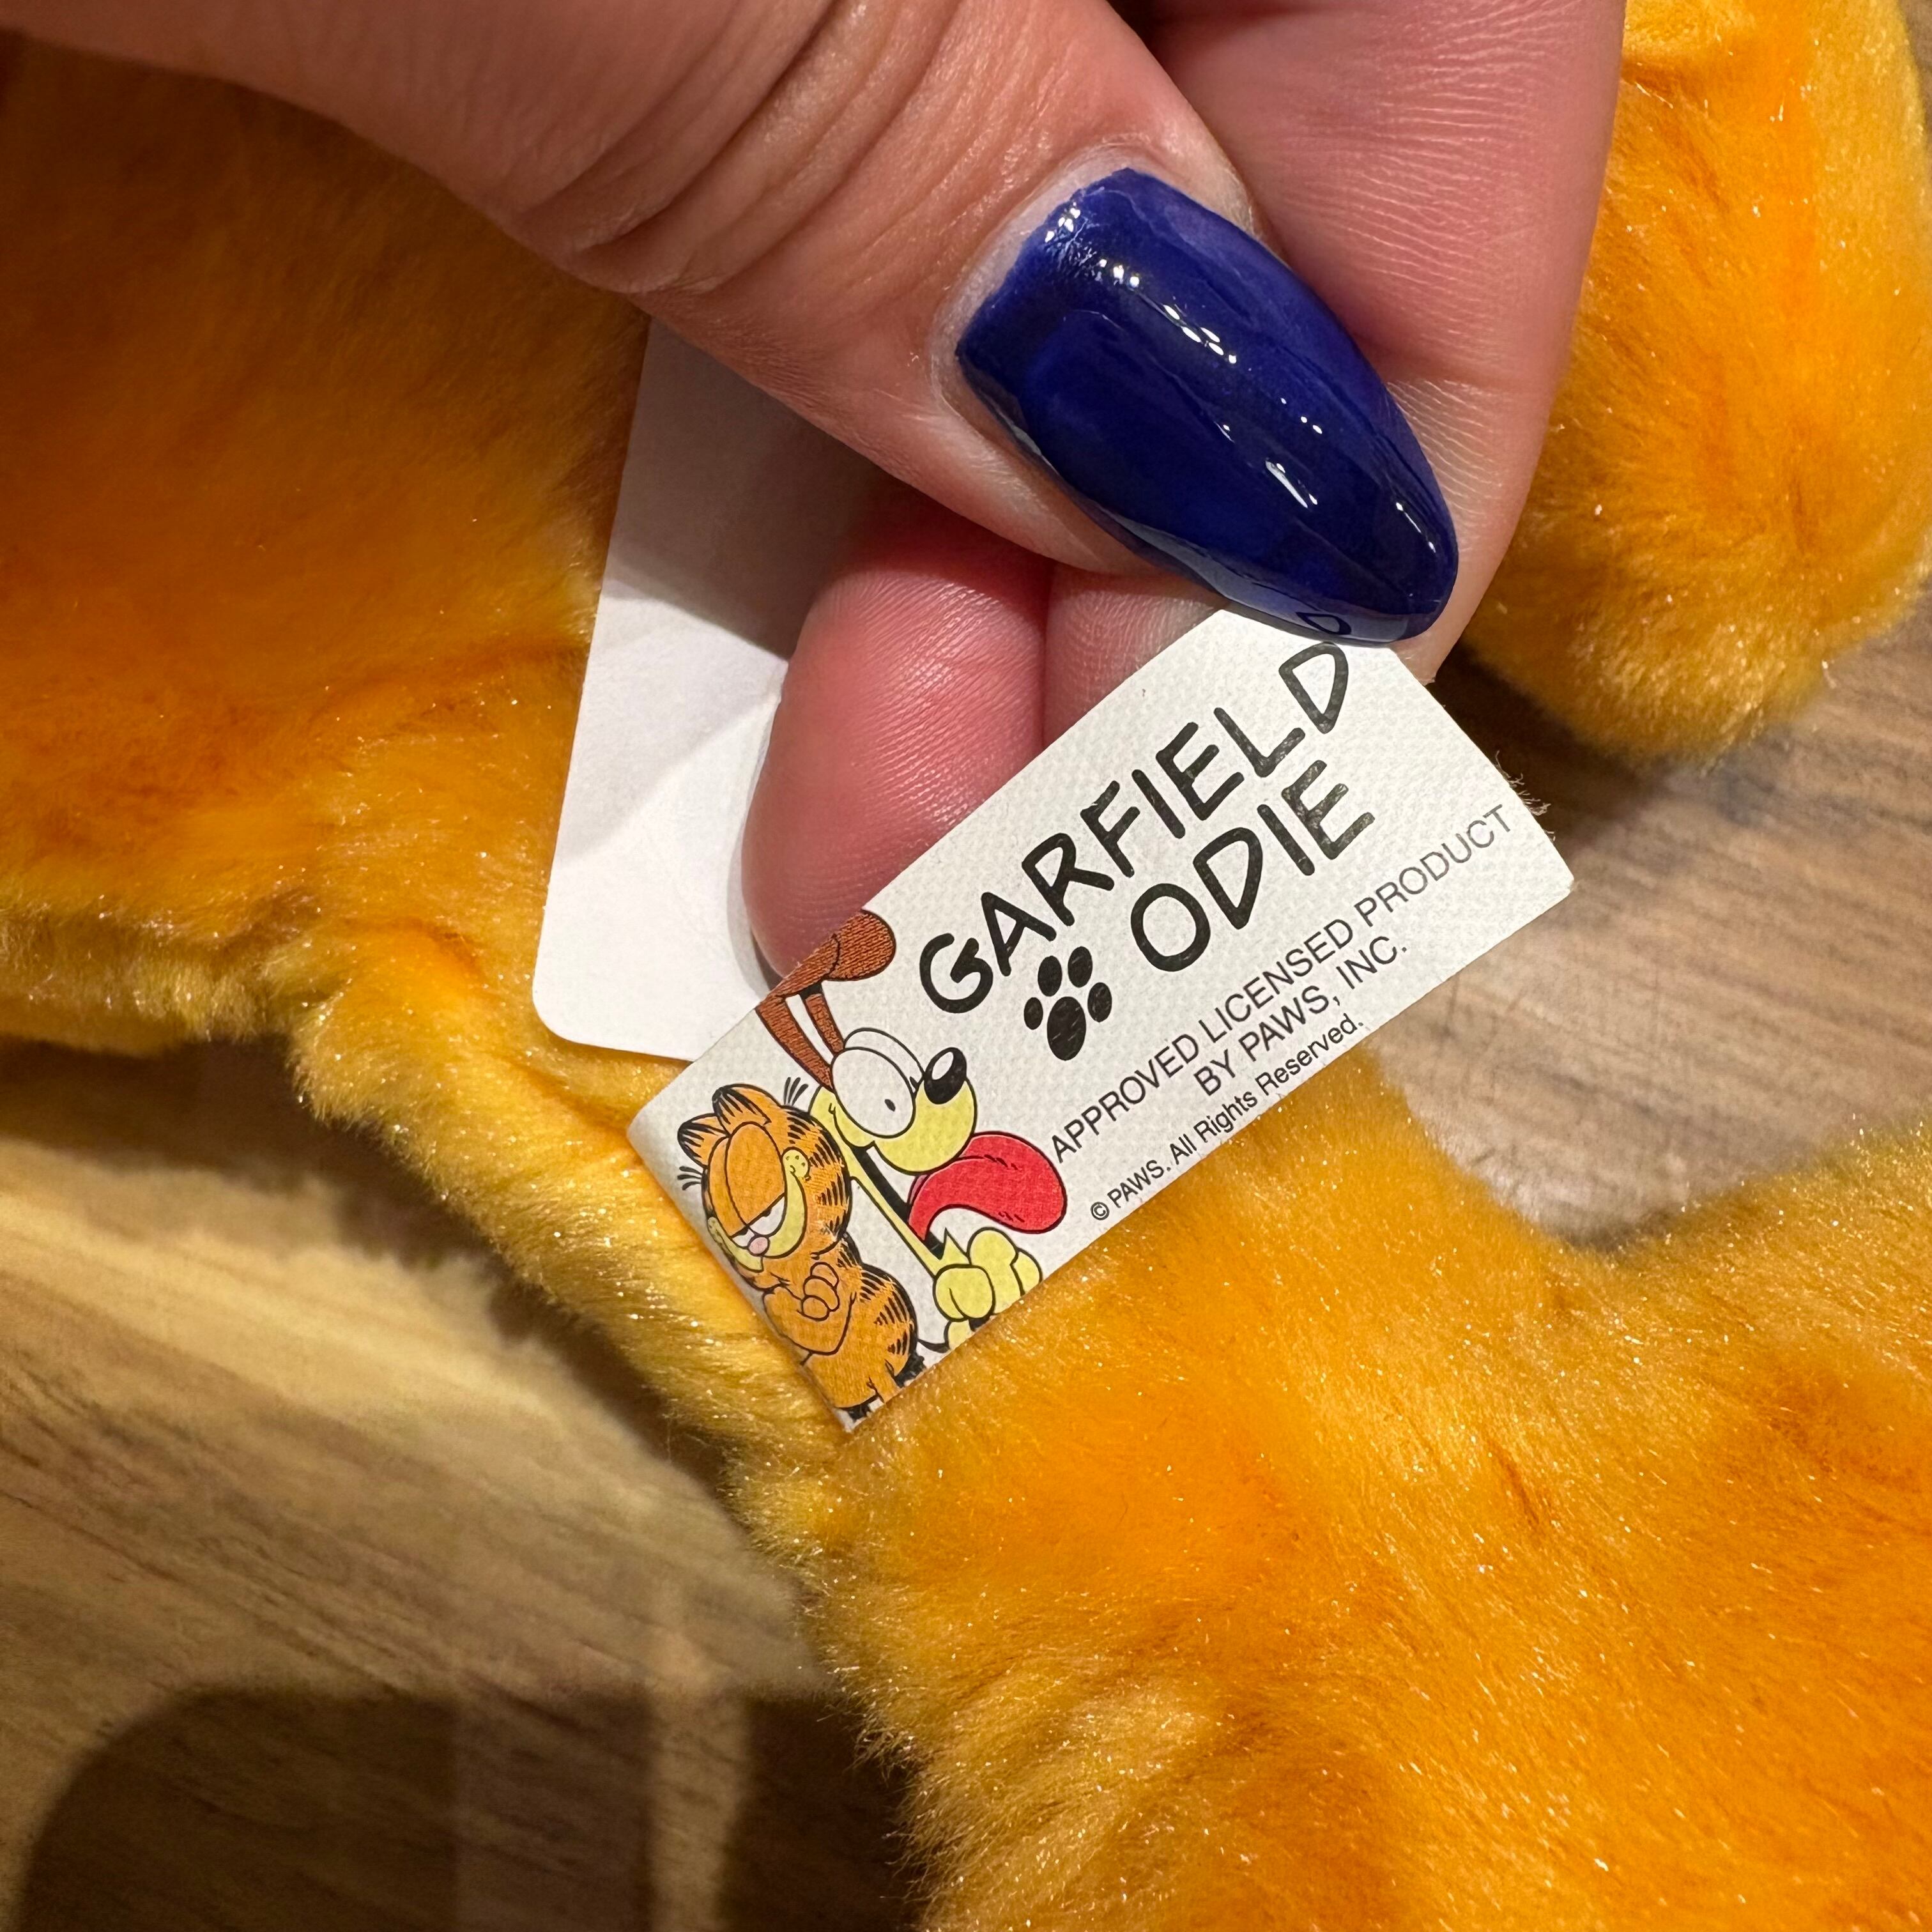 GARFIELD
ODIE
APPROVED LICENSED PRODUCT
BY PAWS, INC.
© PAWS. All Rights Reserved.